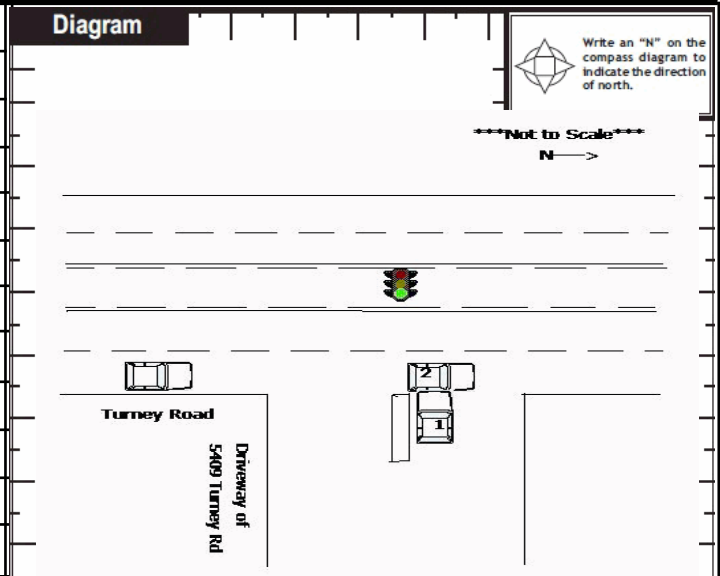 Diagram
Write an “N” on the
compass diagram to
indicate the direction
of north.
***Not to Scale***
N-->
2
1
Turney Road
Driveway of
5409 Turney Rd